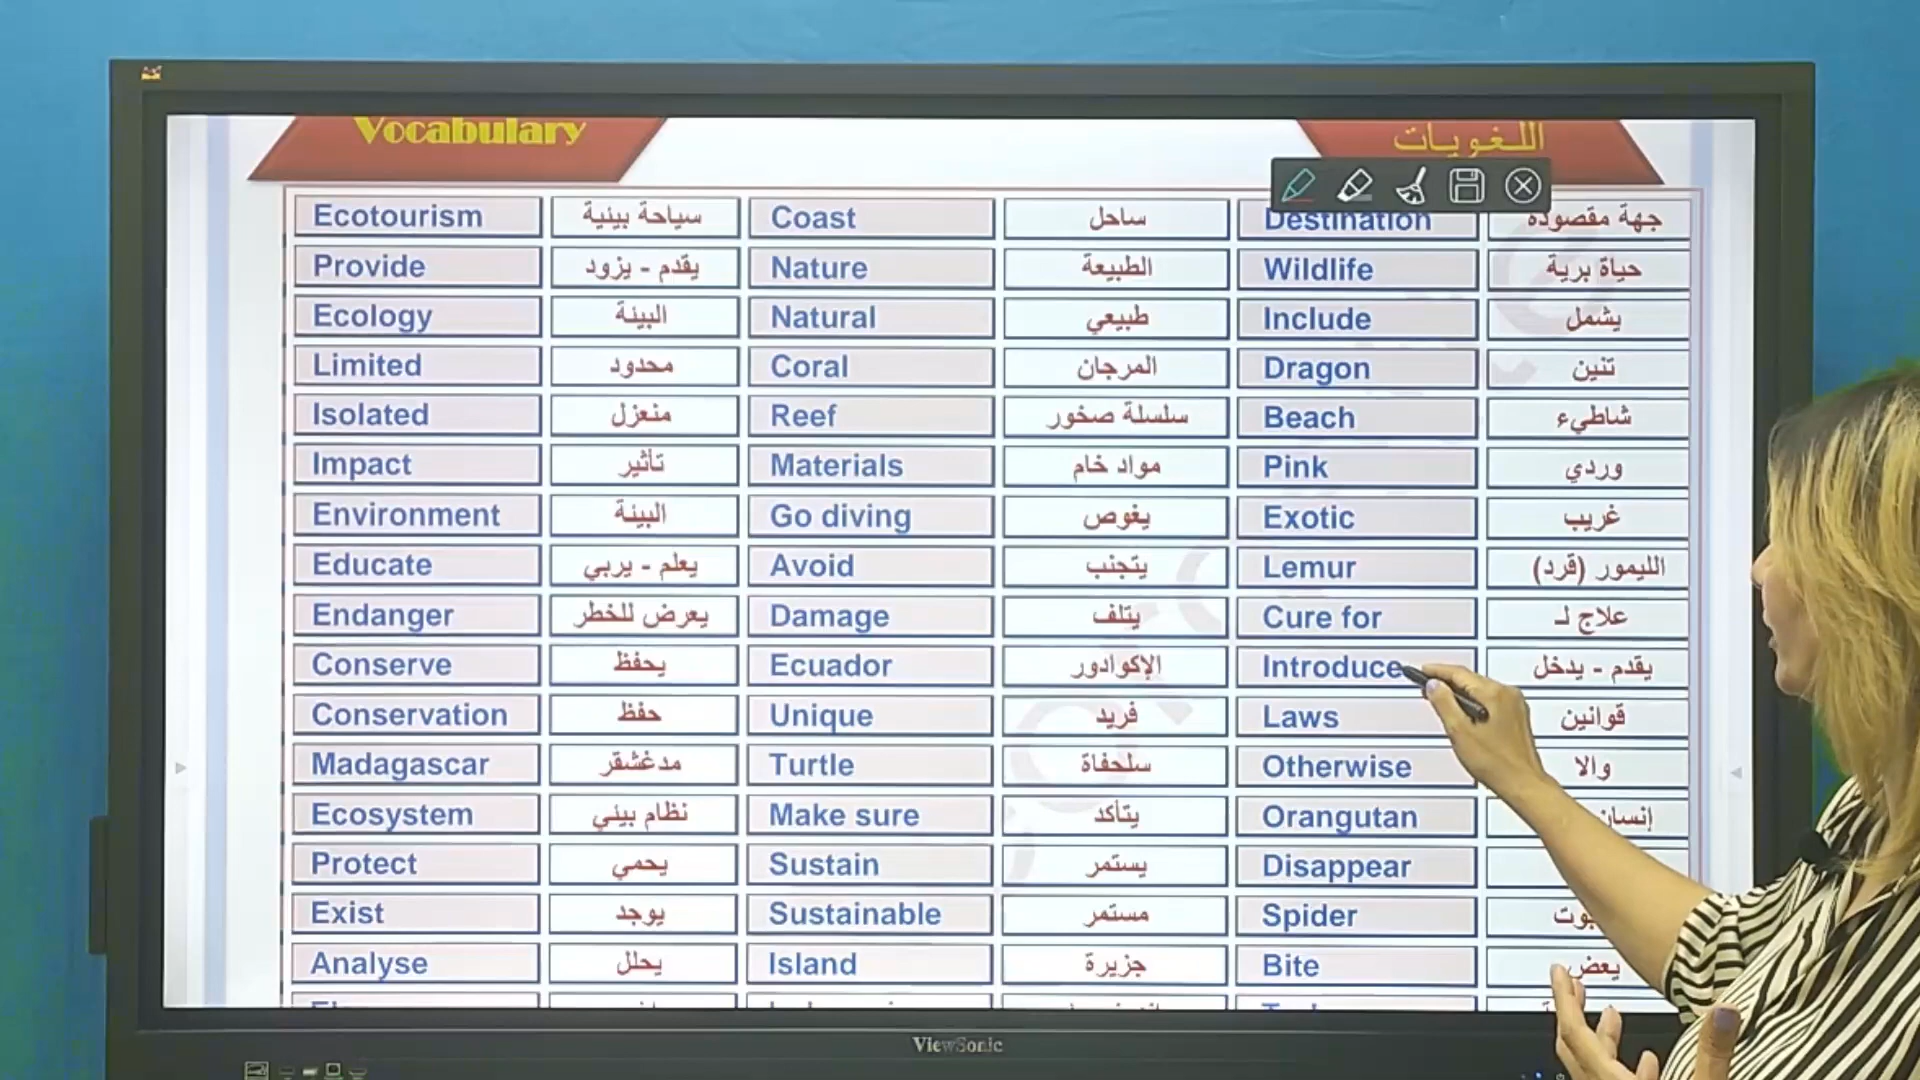 Vocabulary اللـغويـات
Ecotourism سياحة بيئية Coast ساحل Destination جهة مقصودة
Provide يقدم - يزود Nature الطبيعة Wildlife حياة برية
Ecology البيئة Natural طبيعي Include يشمل
Limited محدود Coral المرجان Dragon تنين
Isolated منعزل Reef سلسلة صخور Beach شاطيء
Impact تأثير Materials مواد خام Pink وردي
Environment البيئة Go diving يغوص Exotic غريب
Educate يعلم - يربي Avoid يتجنب Lemur الليمور (قرد)
Endanger يعرض للخطر Damage يتلف Cure for علاج لـ
Conserve يحفظ Ecuador الإكوادور Introduce يقدم - يدخل
Conservation حفظ Unique فريد Laws قوانين
Madagascar مدغشقر Turtle سلحفاة Otherwise والا
Ecosystem نظام بيئي Make sure يتأكد Orangutan إنسان
Protect يحمي Sustain يستمر Disappear
Exist يوجد Sustainable مستمر Spider
Analyse يحلل Island جزيرة Bite يعض
ViewSonic